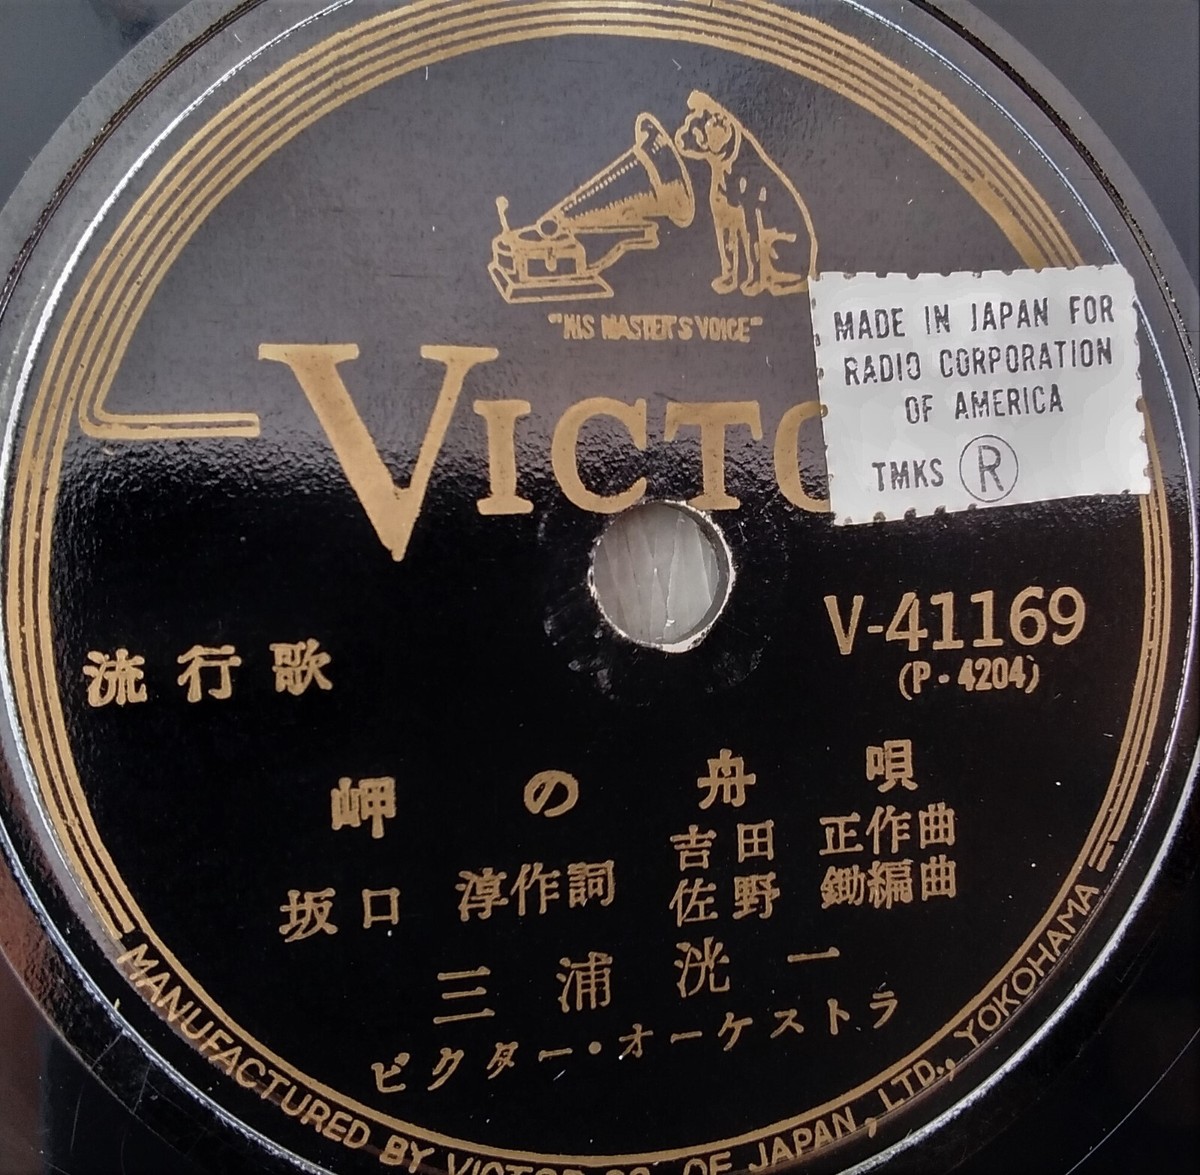 "HIS MASTER'S VOICE"
VICTO
MADE IN JAPAN FOR
RADIO CORPORATION
OF AMERICA
TMKS Ⓡ
V-41169
(P・4204)
流行歌
岬の舟唄
坂口 淳作詞
吉田 正作曲
佐野 鋤編曲
三浦洸一
ビクター・オーケストラ
MANUFACTURED BY VICTOR CO. OF JAPAN, LTD., YOKOHAMA